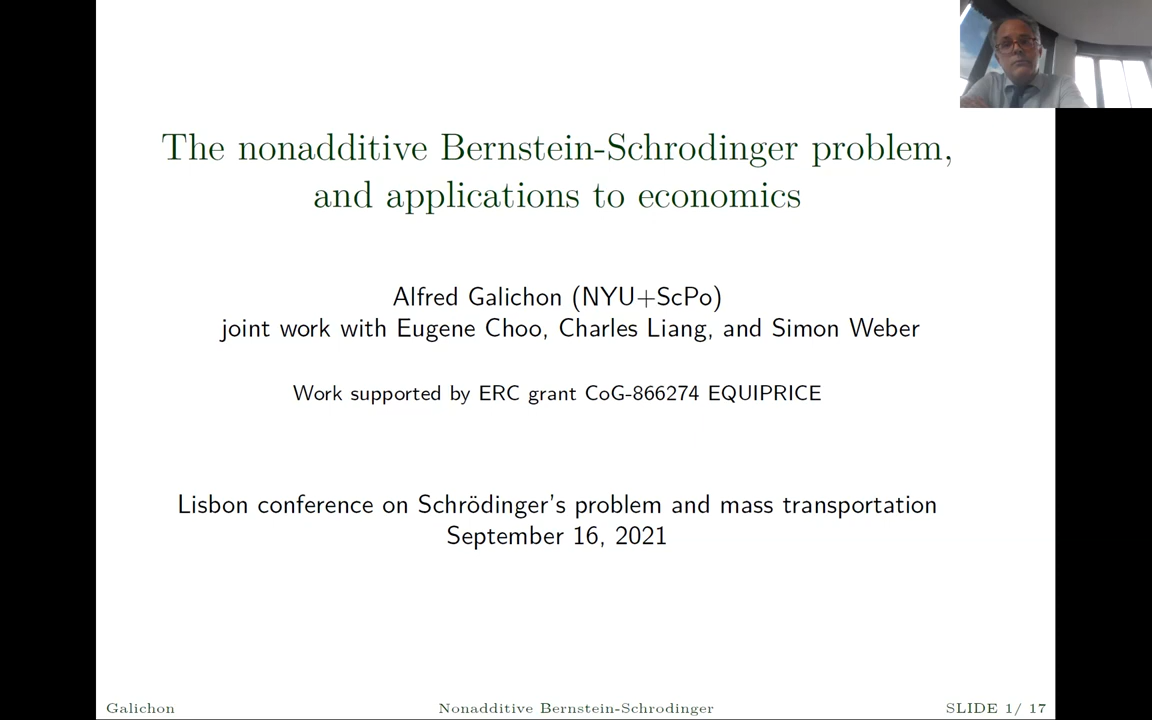 The nonadditive Bernstein-Schrodinger problem,
and applications to economics
Alfred Galichon (NYU+ScPo)
joint work with Eugene Choo, Charles Liang, and Simon Weber
Work supported by ERC grant CoG-866274 EQUIPRICE
Lisbon conference on Schrödinger's problem and mass transportation
September 16, 2021
Galichon Nonadditive Bernstein-Schrodinger SLIDE 1/ 17